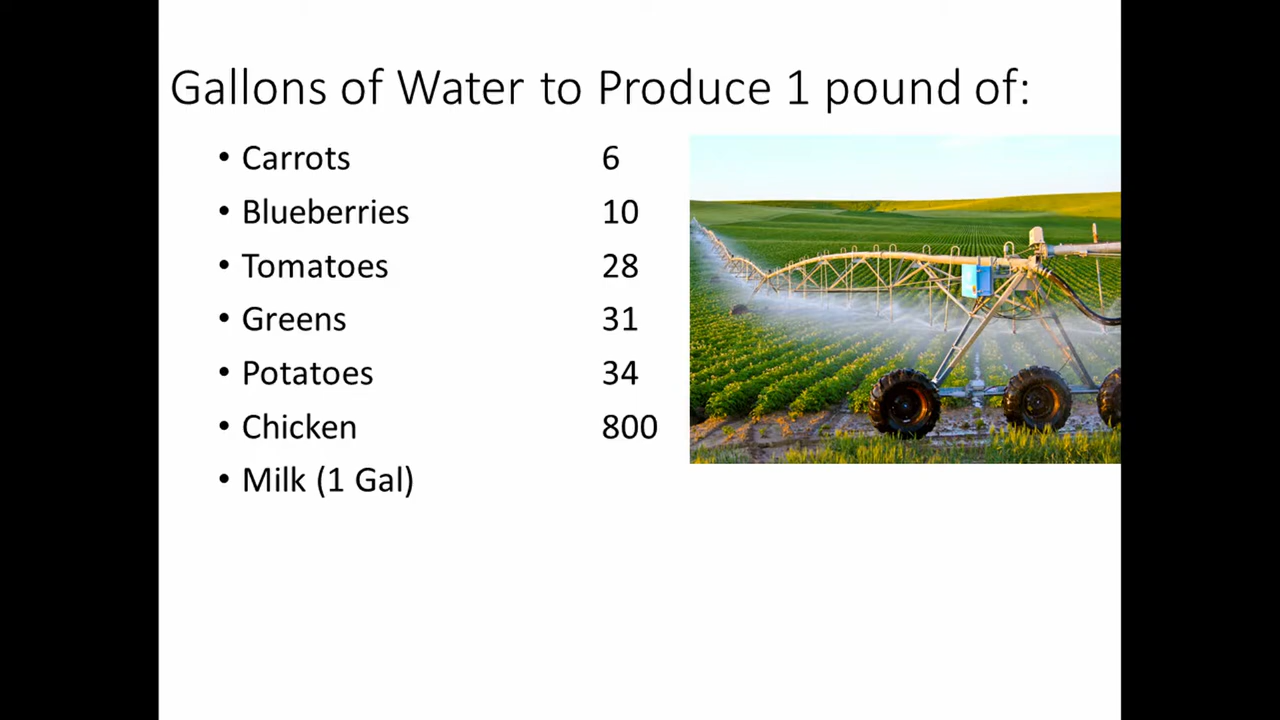 Gallons of Water to Produce 1 pound of:
• Carrots 6
• Blueberries 10
• Tomatoes 28
• Greens 31
• Potatoes 34
• Chicken 800
• Milk (1 Gal)